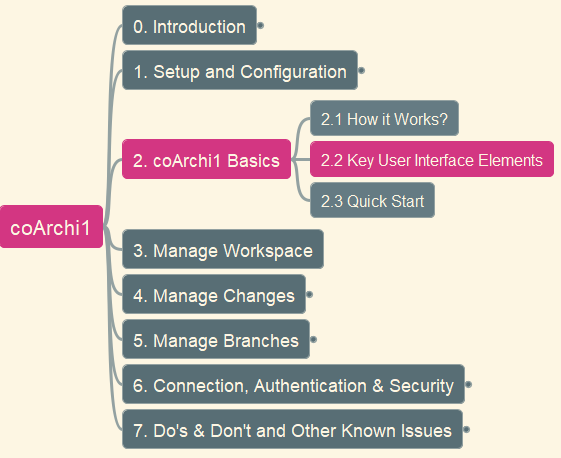 0. Introduction
1. Setup and Configuration
2.1 How it Works?
2. coArchi1 Basics
2.2 Key User Interface Elements
2.3 Quick Start
coArchi1
3. Manage Workspace
4. Manage Changes
5. Manage Branches
6. Connection, Authentication & Security
7. Do's & Don't and Other Known Issues